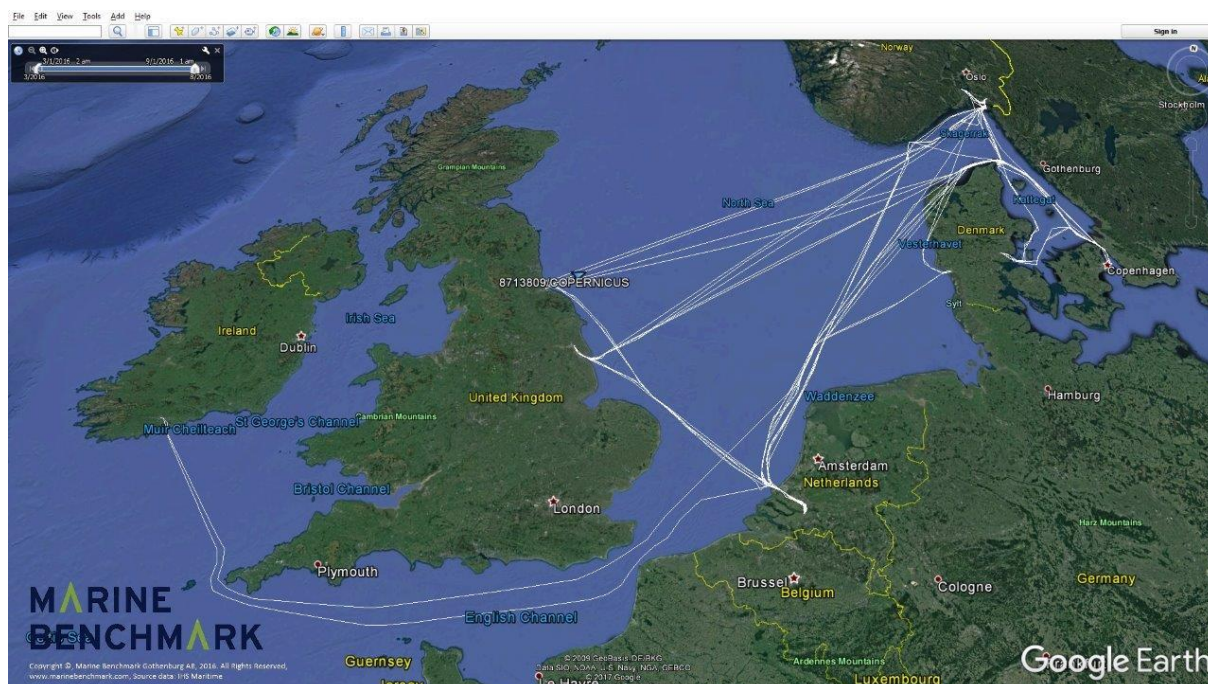 File Edit View Tools Add Help
Sign in
3/1/2016 2 am 9/1/2016 1 am
3/2016 8/2016
N
Norway
Oslo
Stockholm
Skagerrak
Grampian Mountains
Gothenburg
North Sea
Kattegat
Denmark
Vesterhavet
Copenhagen
8713809/COPERNICUS
Sylt
Irish Sea
Ireland
Dublin
Hamburg
United Kingdom
Waddenzee
Cambrian Mountains
St George's Channel
Muir Cheilteach
Amsterdam
Netherlands
Bristol Channel
London
Harz Mountains
Plymouth
Brussel
Belgium
Cologne
Germany
MARINE
BENCHMARK
English Channel
Guernsey
Jersey
Copyright ©, Marine Benchmark Gothenburg AB, 2016. All Rights Reserved,
www.marinebenchmark.com, Source data: IHS Maritime
© 2009 GeoBasis-DE/BKG
Data SIO, NOAA, U.S. Navy, NGA, GEBCO
© 2017 Google
Le Havre
Ardennes Mountains
Luxembourg
Google Earth